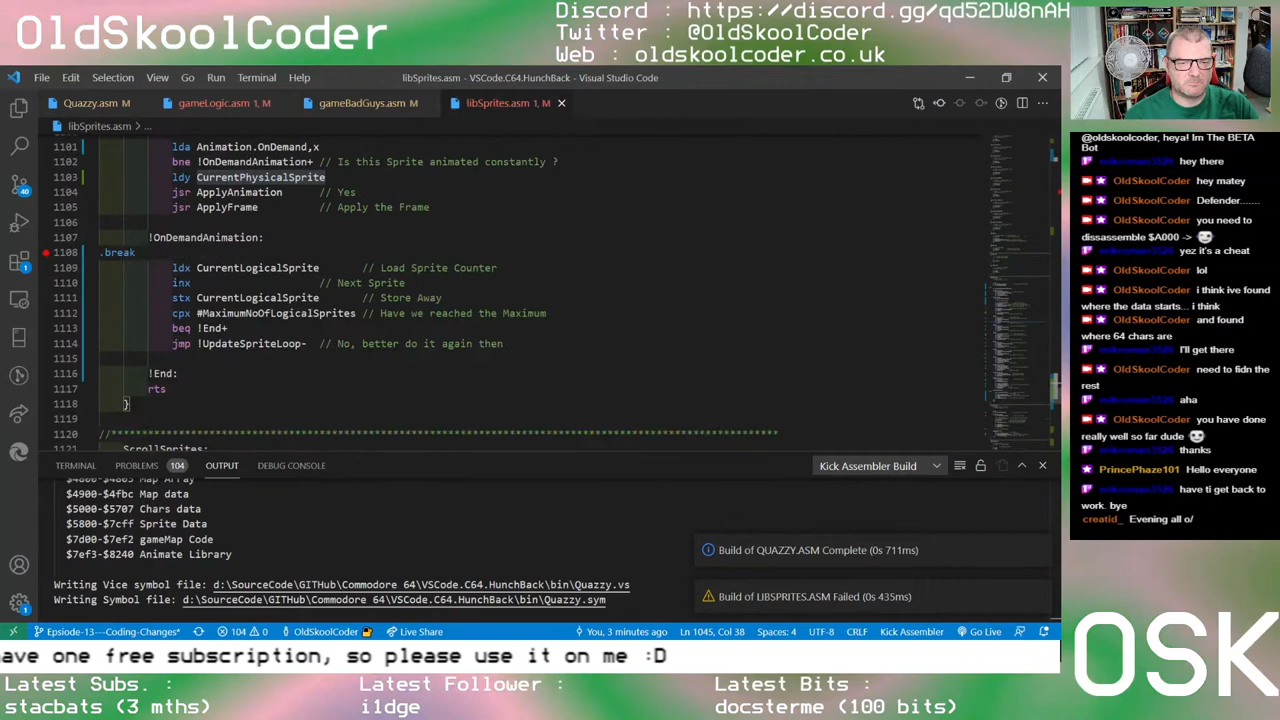 OldSkoolCoder
Discord : https://discord.gg/qd52DW8nAH
Twitter : @OldSkoolCoder
Web : oldskoolcoder.co.uk
File Edit Selection View Go Run Terminal Help
libSprites.asm - VSCode.C64.HunchBack - Visual Studio Code
Quazzy.asm M gameLogic.asm 1, M gameBadGuys.asm M libSprites.asm 1, M
libSprites.asm > ...
1101 lda Animation.OnDemand,x
1102 bne !OnDemandAnimation+ // Is this Sprite animated constantly ?
1103 ldy CurrentPhysicalSprite
1104 jsr ApplyAnimation // Yes
1105 jsr ApplyFrame // Apply the Frame
1106
1107 !OnDemandAnimation:
1108 .break
1109 ldx CurrentLogicalSprite // Load Sprite Counter
1110 inx // Next Sprite
1111 stx CurrentLogicalSprite // Store Away
1112 cpx #MaximumNoOfLogicalSprites // Have we reached the Maximum
1113 beq !End+
1114 jmp !UpdateSpriteLoop- // No, better do it again then
1115
1116 !End:
1117 rts
1118 }
1119
1120 //****************************************************************************************
1121 ScrollSprites:
TERMINAL PROBLEMS 104 OUTPUT DEBUG CONSOLE
Kick Assembler Build
Map Array
$4900-$4fbc Map data
$5000-$5707 Chars data
$5800-$7cff Sprite Data
$7d00-$7ef2 gameMap Code
$7ef3-$8240 Animate Library
Writing Vice symbol file: d:\SourceCode\GITHub\Commodore 64\VSCode.C64.HunchBack\bin\Quazzy.vs
Writing Symbol file: d:\SourceCode\GITHub\Commodore 64\VSCode.C64.HunchBack\bin\Quazzy.sym
Build of QUAZZY.ASM Complete (0s 711ms)
Build of LIBSPRITES.ASM Failed (0s 435ms)
40
1
1
Epsiode-13---Coding-Changes* 104 0 OldSkoolCoder Live Share
You, 3 minutes ago Ln 1045, Col 38 Spaces: 4 UTF-8 CRLF Kick Assembler Go Live
@oldskoolcoder, heya! Im The BETA
Bot
hey there
OldSkoolCoder hey matey
OldSkoolCoder Defender.......
OldSkoolCoder you need to
dissassemble $A000 ->
yez it's a cheat
OldSkoolCoder lol
OldSkoolCoder i think ive found
where the data starts... i think
OldSkoolCoder and found
where 64 chars are
I'll get there
OldSkoolCoder need to fidn the
rest
aha
OldSkoolCoder you have done
really well so far dude
thanks
PrincePhaze101 Hello everyone
have ti get back to
work. bye
creatid_ Evening all o/
OSK
ave one free subscription, so please use it on me :D
Latest Subs. :
stacbats (3 mths)
Latest Follower :
i1dge
Latest Bits :
docsterme (100 bits)